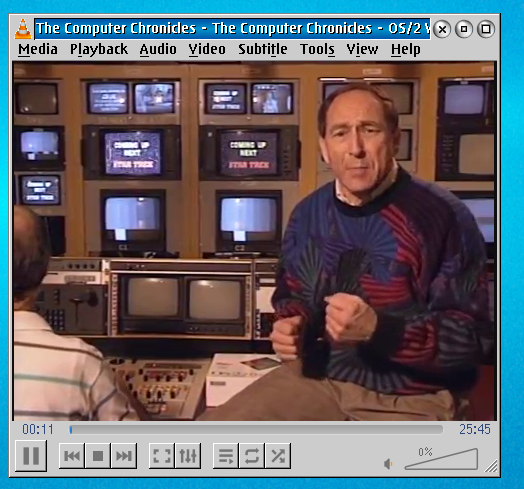 The Computer Chronicles - The Computer Chronicles - OS/2 V
Media Playback Audio Video Subtitle Tools View Help
COMING UP
NEXT
STAR TREK
COMING UP
NEXT
STAR TREK
C2
00:11
25:45
0%